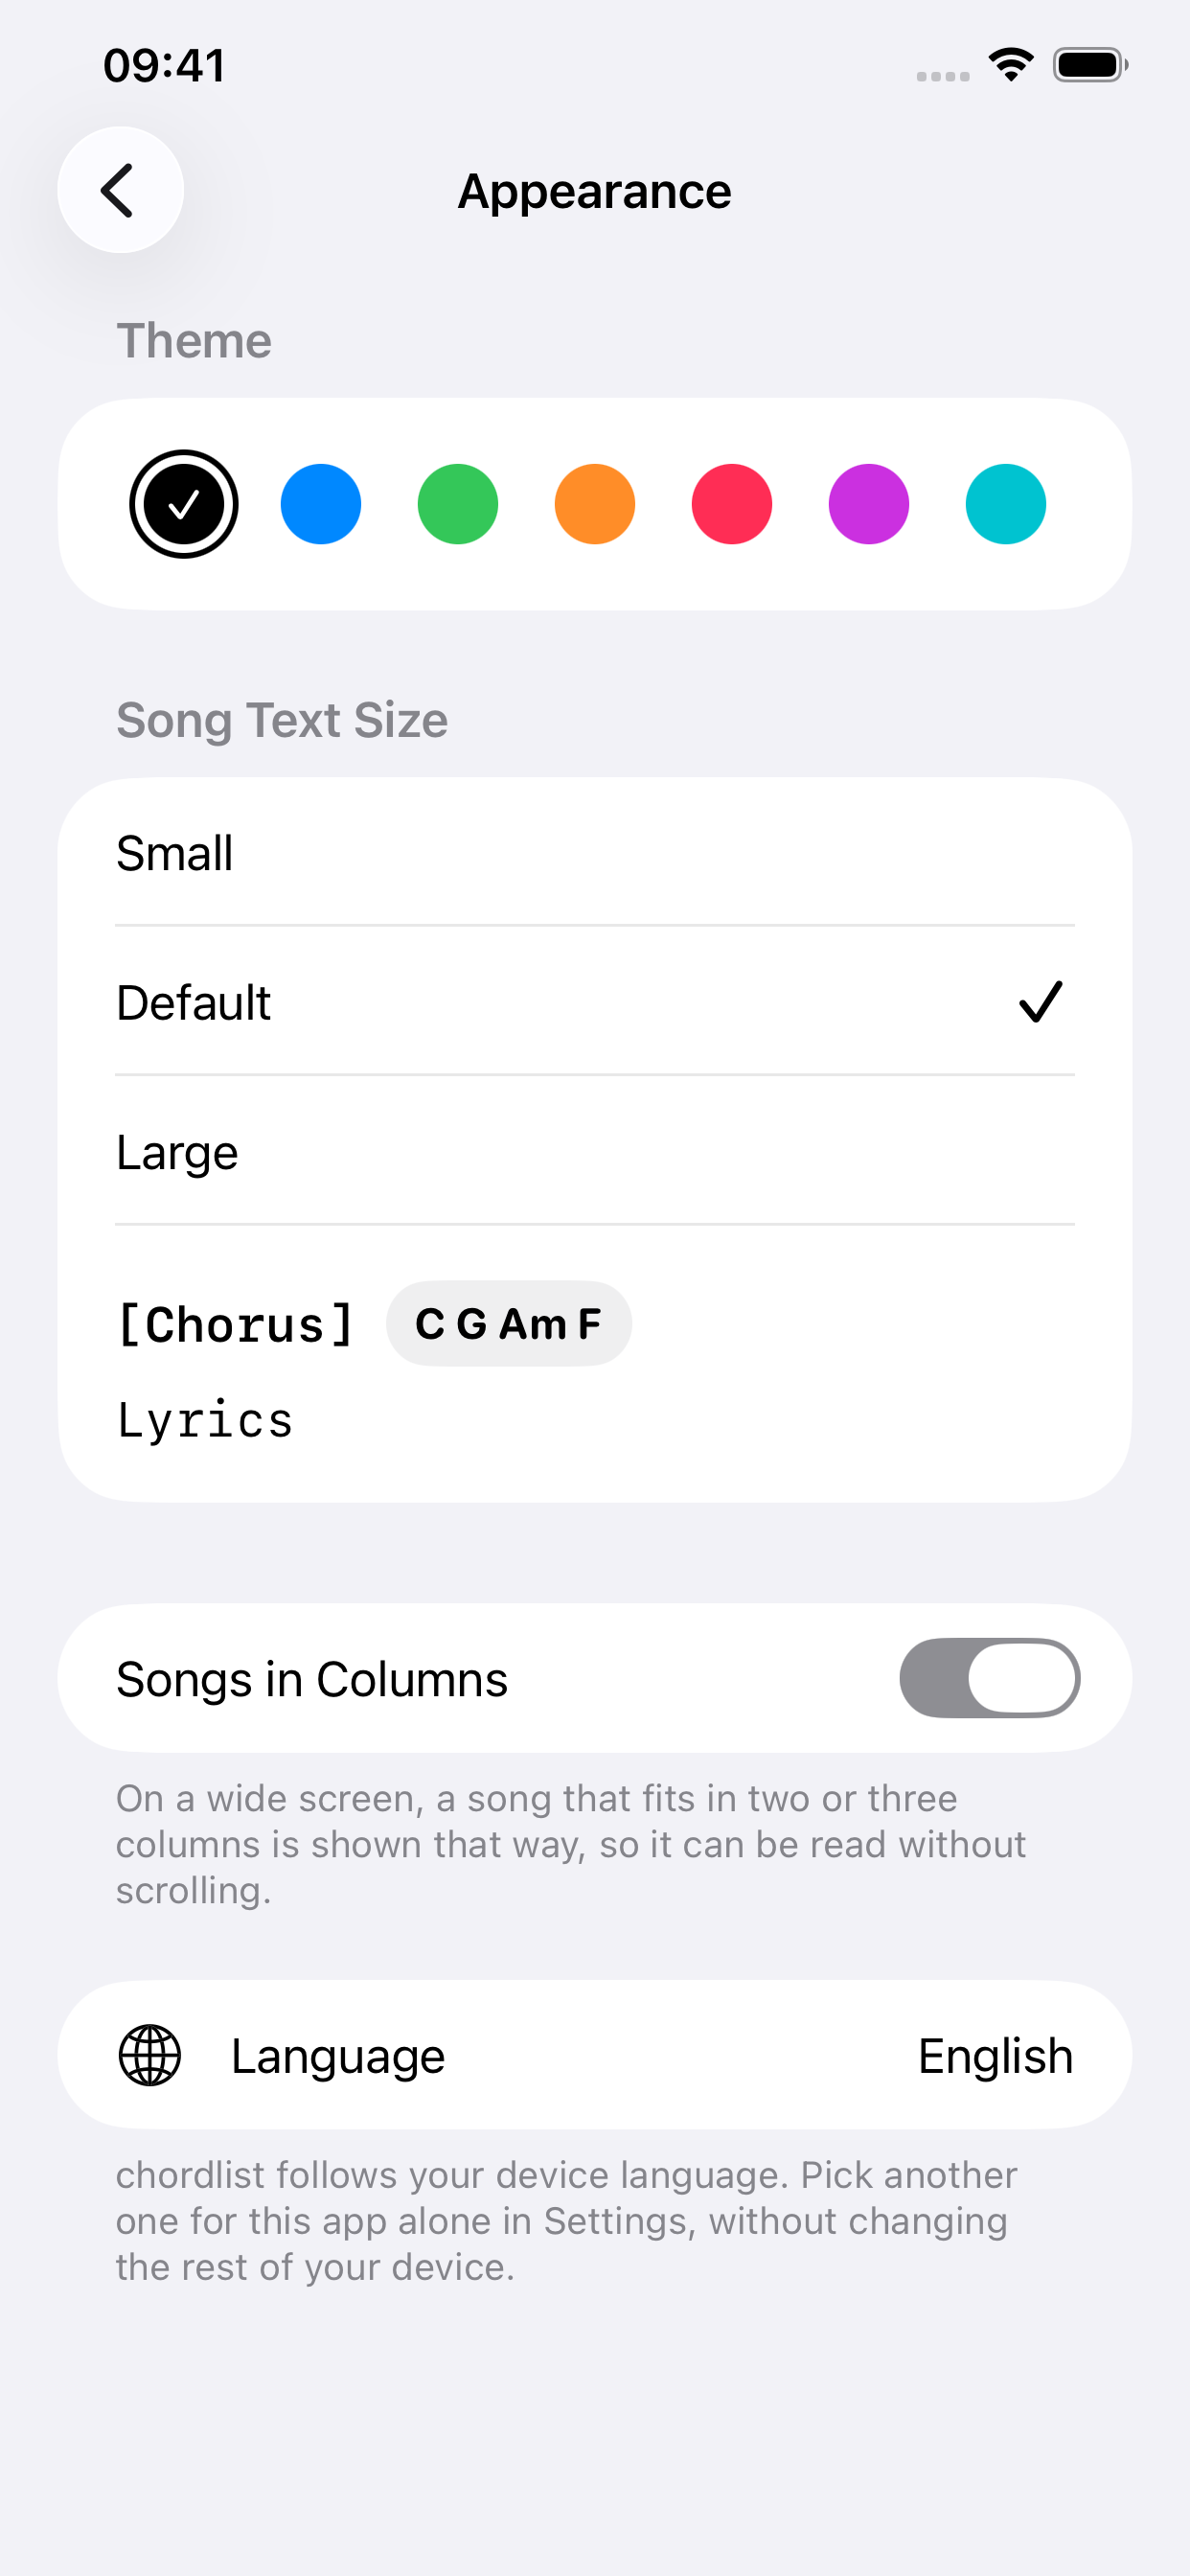 09:41
Appearance
Theme
Song Text Size
Small
Default
Large
[Chorus] C G Am F
Lyrics
Songs in Columns
On a wide screen, a song that fits in two or three
columns is shown that way, so it can be read without
scrolling.
Language English
chordlist follows your device language. Pick another
one for this app alone in Settings, without changing
the rest of your device.